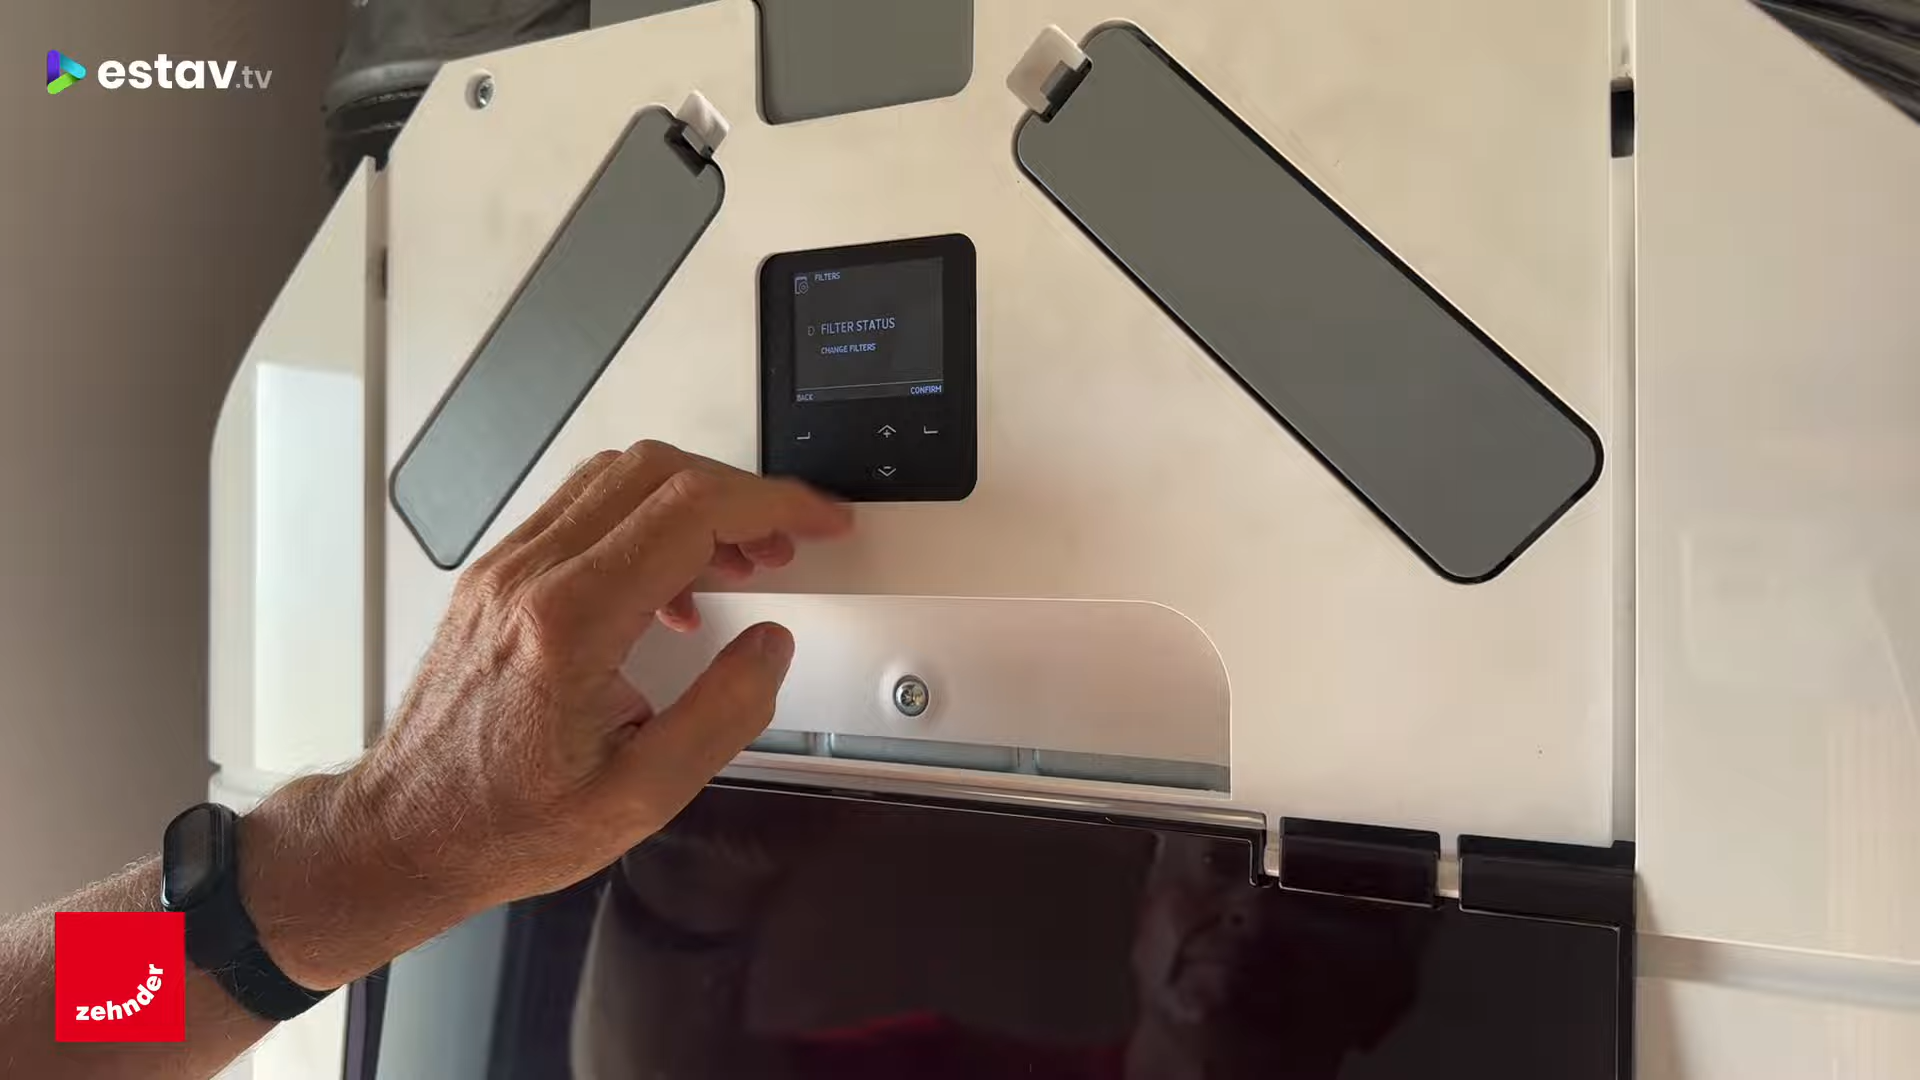 estav.tv
FILTERS
FILTER STATUS
CHANGE FILTERS
BACK
CONFIRM
zehnder